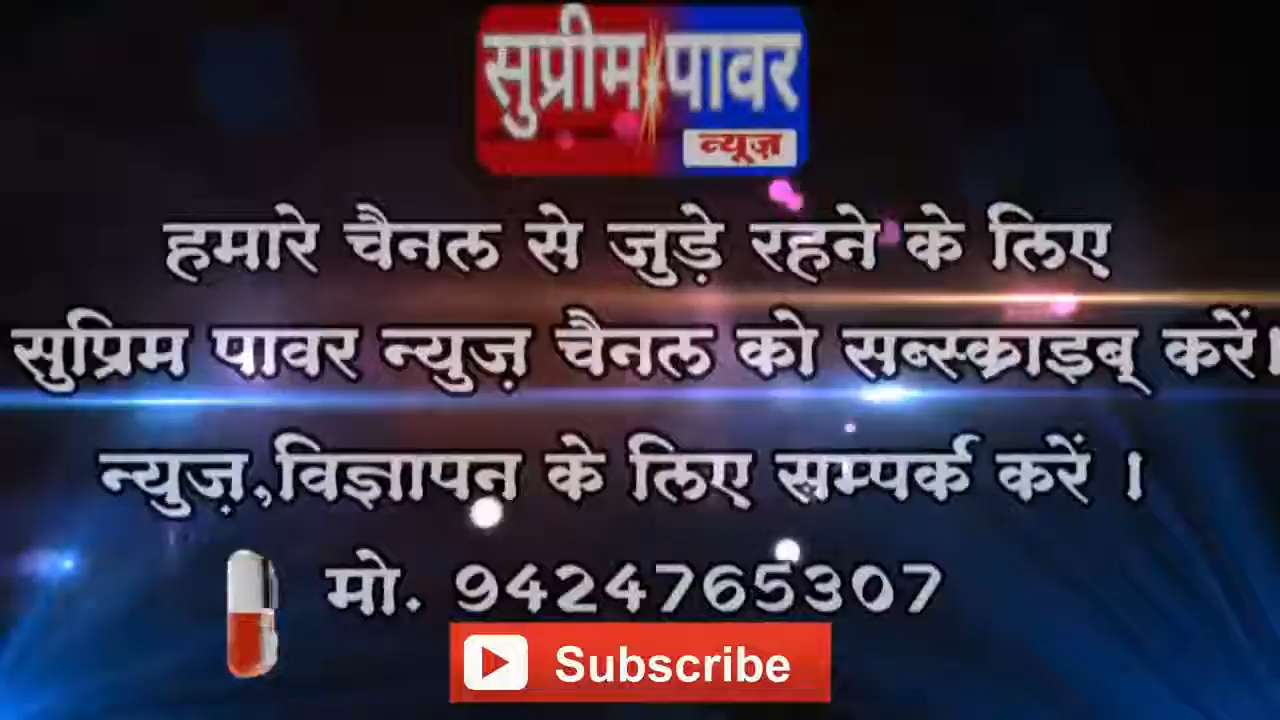 सुप्रीम पावर
न्यूज़
हमारे चैनल से जुड़े रहने के लिए
सुप्रिम पावर न्युज़ चैनल को सब्स्क्राइब् करें।
न्युज़,विज्ञापन के लिए सम्पर्क करें ।
मो. 9424765307
Subscribe